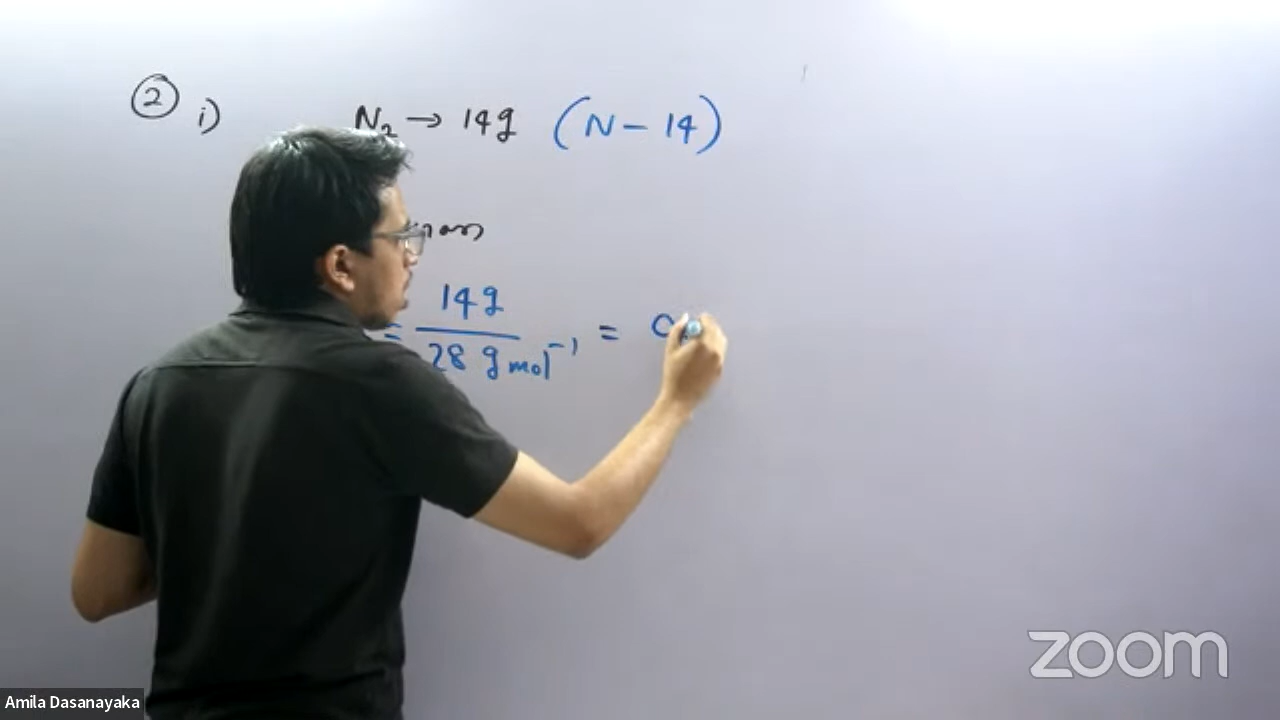 ② i) N₂ → 14g (N – 14)
= 14g / 28 g mol⁻¹ = 0
zoom
Amila Dasanayaka